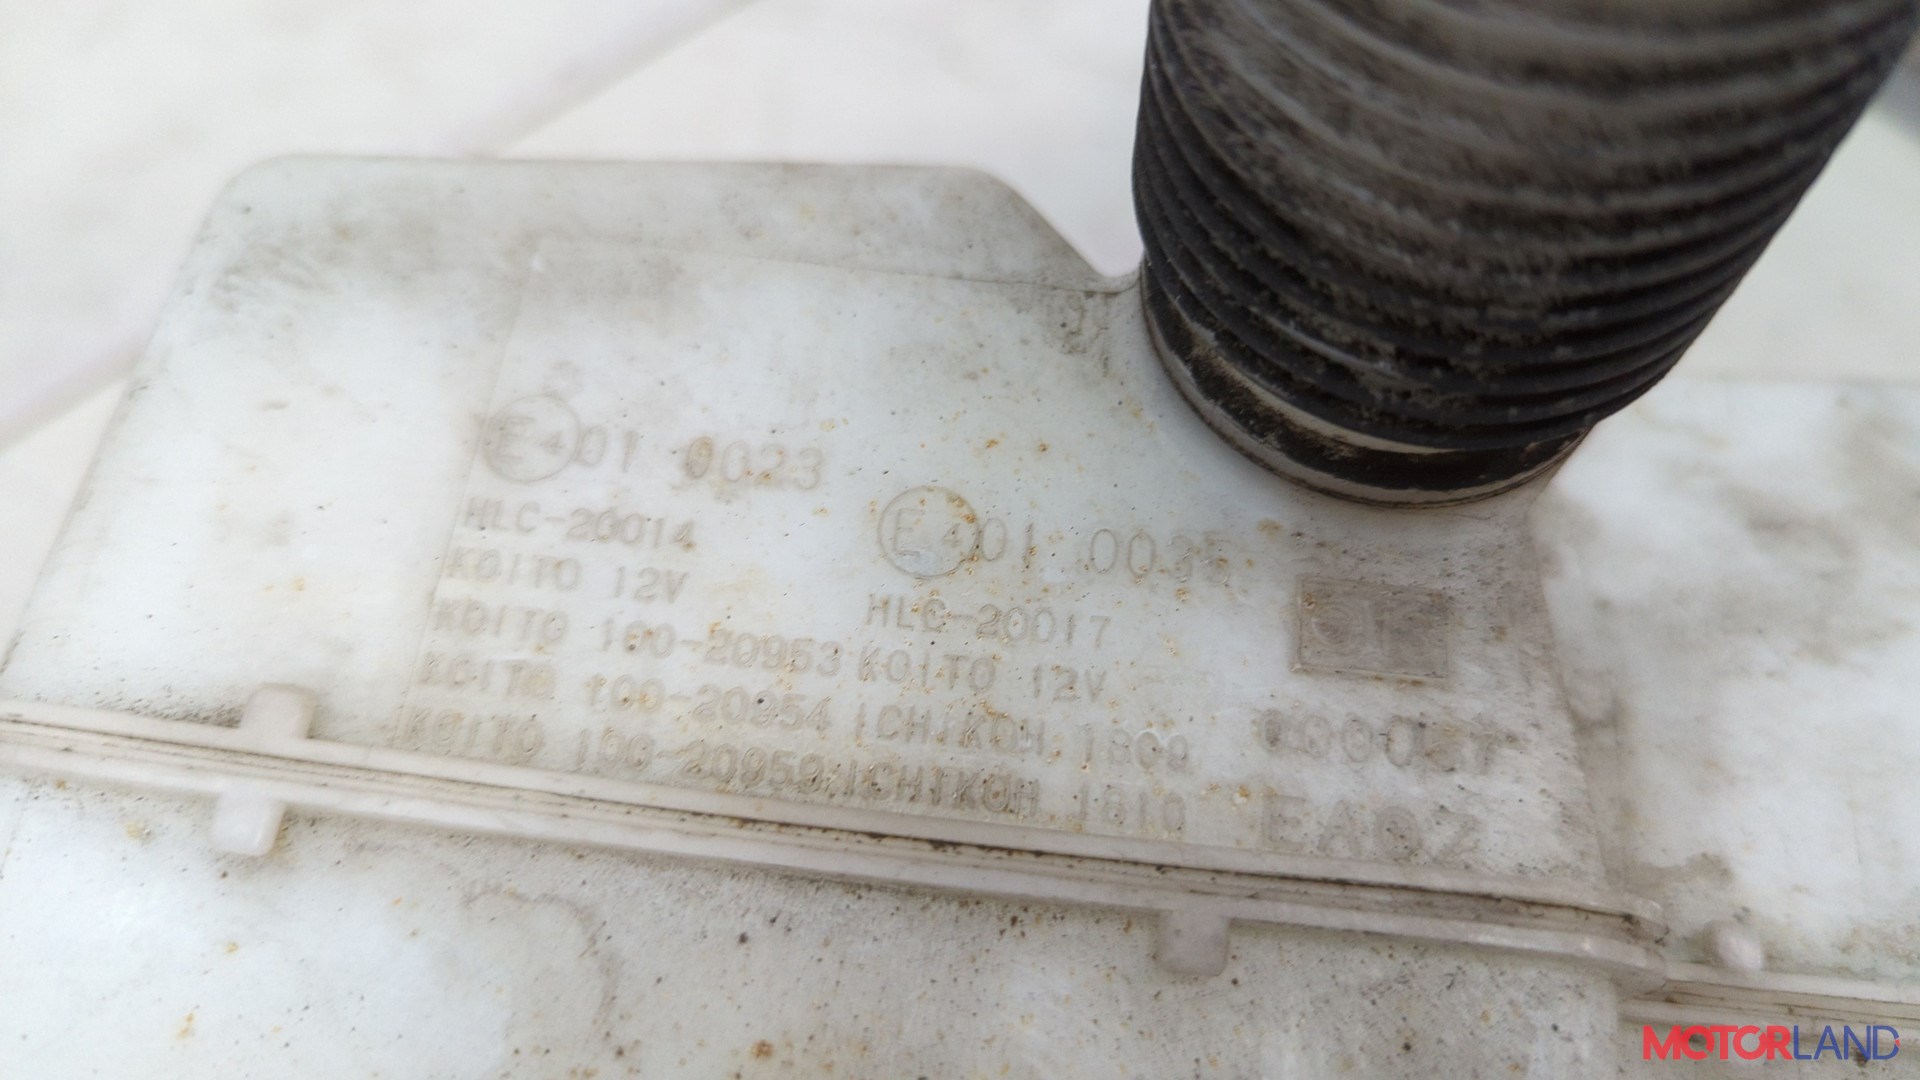 E4 01 0023
HLC-20014
KOITO 12V
KOITO 100-20953
KOITO 100-20954
KOITO 100-20959
E4 01 0035
HLC-20017
KOITO 12V
ICHIKOH 1809
ICHIKOH 1810
MOTORLAND